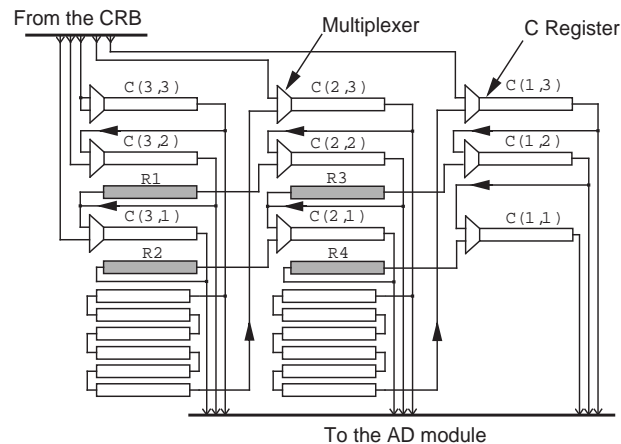 From the CRB
Multiplexer
C Register
C(3,3)
C(2,3)
C(1,3)
C(3,2)
C(2,2)
C(1,2)
R1
R3
C(3,1)
C(2,1)
C(1,1)
R2
R4
To the AD module